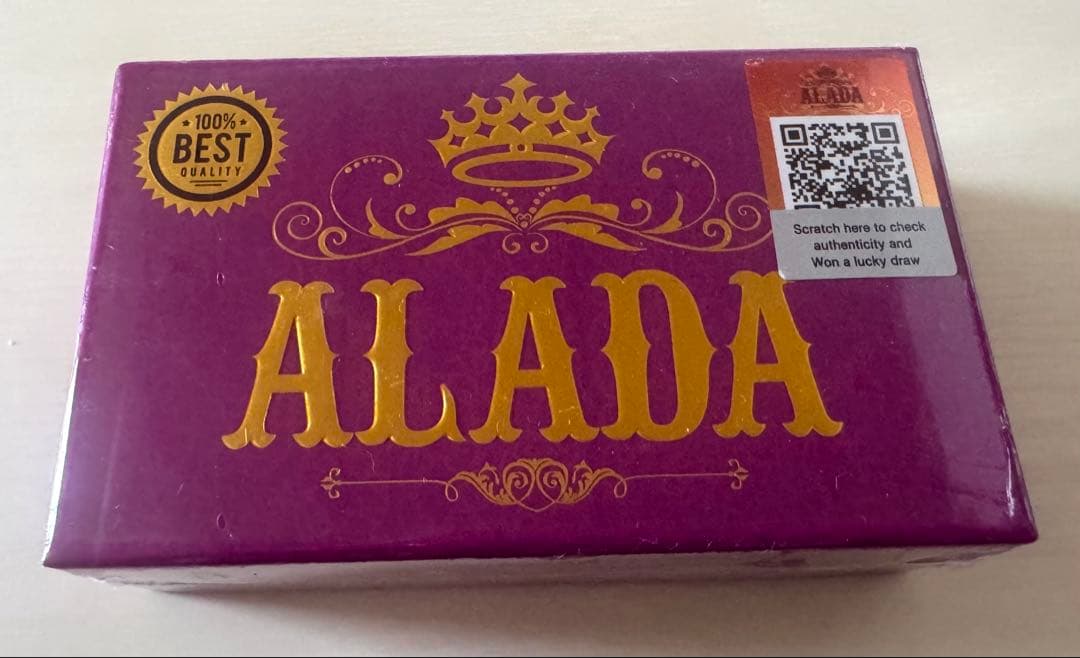 100%
BEST
QUALITY
ALADA
Scratch here to check
authenticity and
Won a lucky draw
ALADA